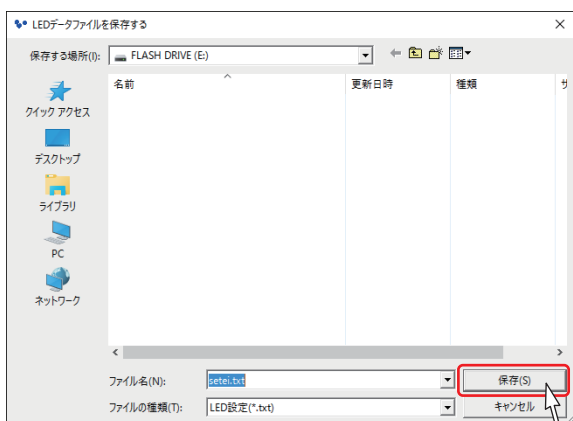 LEDデータファイルを保存する
保存する場所(I): FLASH DRIVE (E:)
名前 更新日時 種類 サ
クイック アクセス
デスクトップ
ライブラリ
PC
ネットワーク
ファイル名(N): setei.txt 保存(S)
ファイルの種類(T): LED設定(*.txt) キャンセル